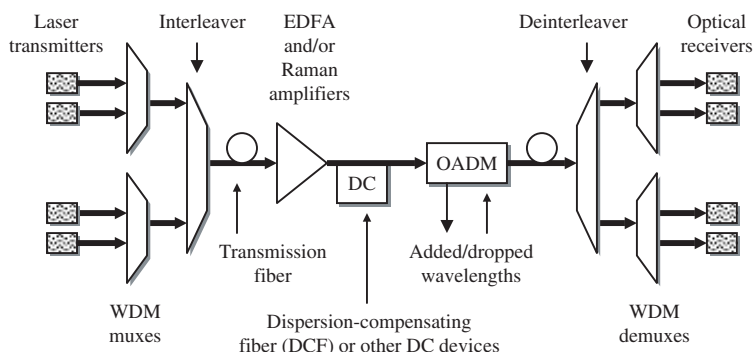 Laser
transmitters
Interleaver
EDFA
and/or
Raman
amplifiers
Deinterleaver
Optical
receivers
DC
OADM
Transmission
fiber
Added/dropped
wavelengths
WDM
muxes
Dispersion-compensating
fiber (DCF) or other DC devices
WDM
demuxes